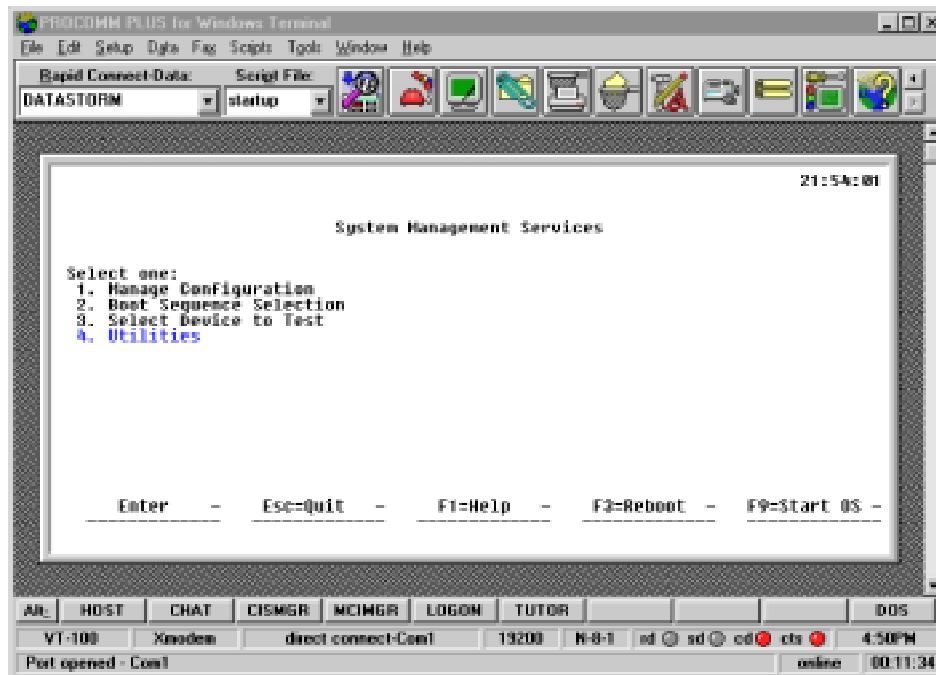 PROCOMM PLUS for Windows Terminal
File Edit Setup Data Fax Scripts Tools Window Help
Rapid Connect-Data: Script File:
DATASTORM startup
21:54:01
System Management Services
Select one:
1. Manage Configuration
2. Boot Sequence Selection
3. Select Device to Test
4. Utilities
Enter - Esc=Quit - F1=Help - F3=Reboot - F9=Start OS -
Alt- HOST CHAT CISMGR MCIMGR LOGON TUTOR DOS
VT-100 Xmodem direct connect-Com1 19200 N-8-1 rd sd cd cts 4:50PM
Port opened - Com1 online 00:11:34